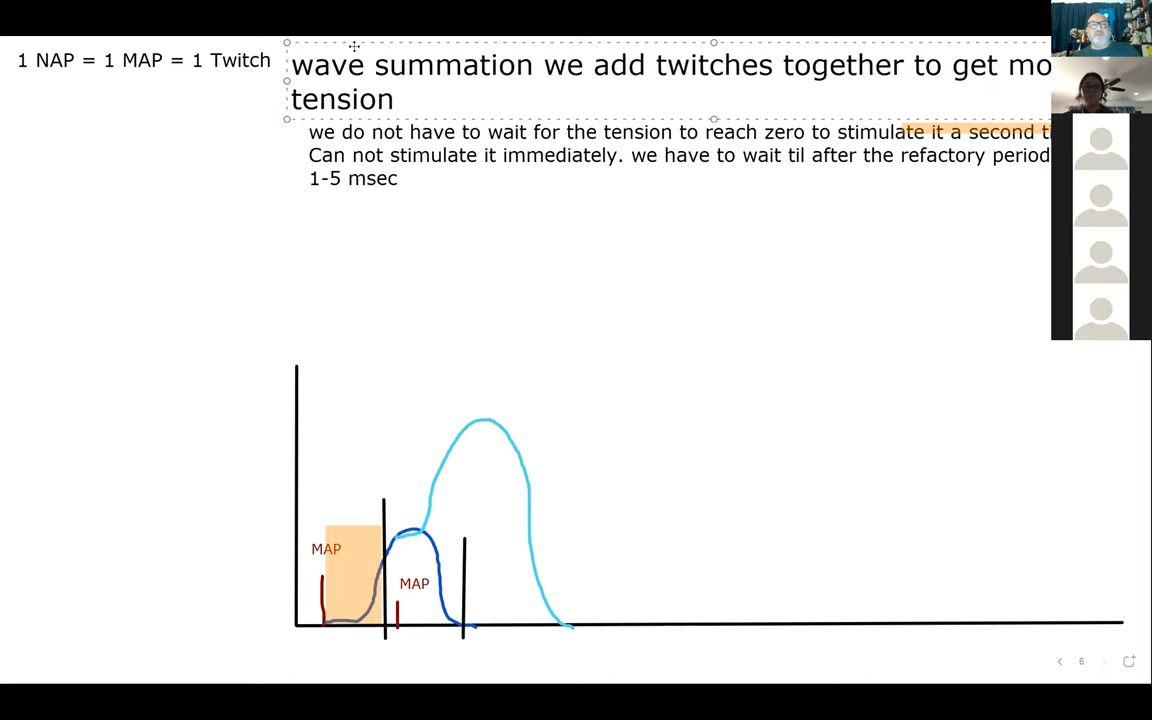 1 NAP = 1 MAP = 1 Twitch
wave summation we add twitches together to get mo
tension
we do not have to wait for the tension to reach zero to stimulate it a second ti
Can not stimulate it immediately. we have to wait til after the refactory period
1-5 msec
MAP
MAP
6